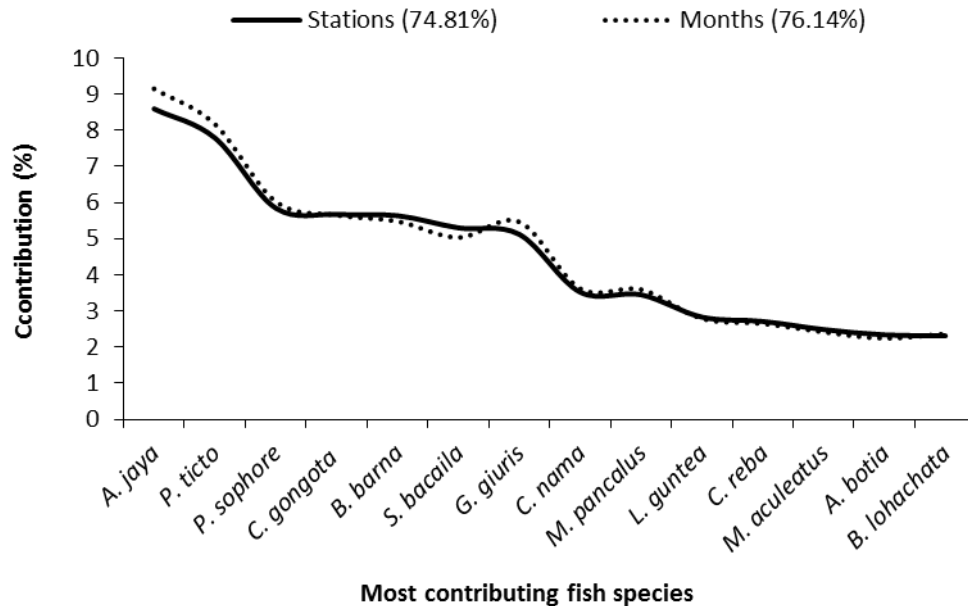 Stations (74.81%) Months (76.14%)
10
9
8
7
6
5
4
3
2
1
0
Ccontribution (%)
A. jaya
P. ticto
P. sophore
C. gongota
B. barna
S. bacaila
G. giuris
C. nama
M. pancalus
L. guntea
C. reba
M. aculeatus
A. botia
B. lohachata
Most contributing fish species